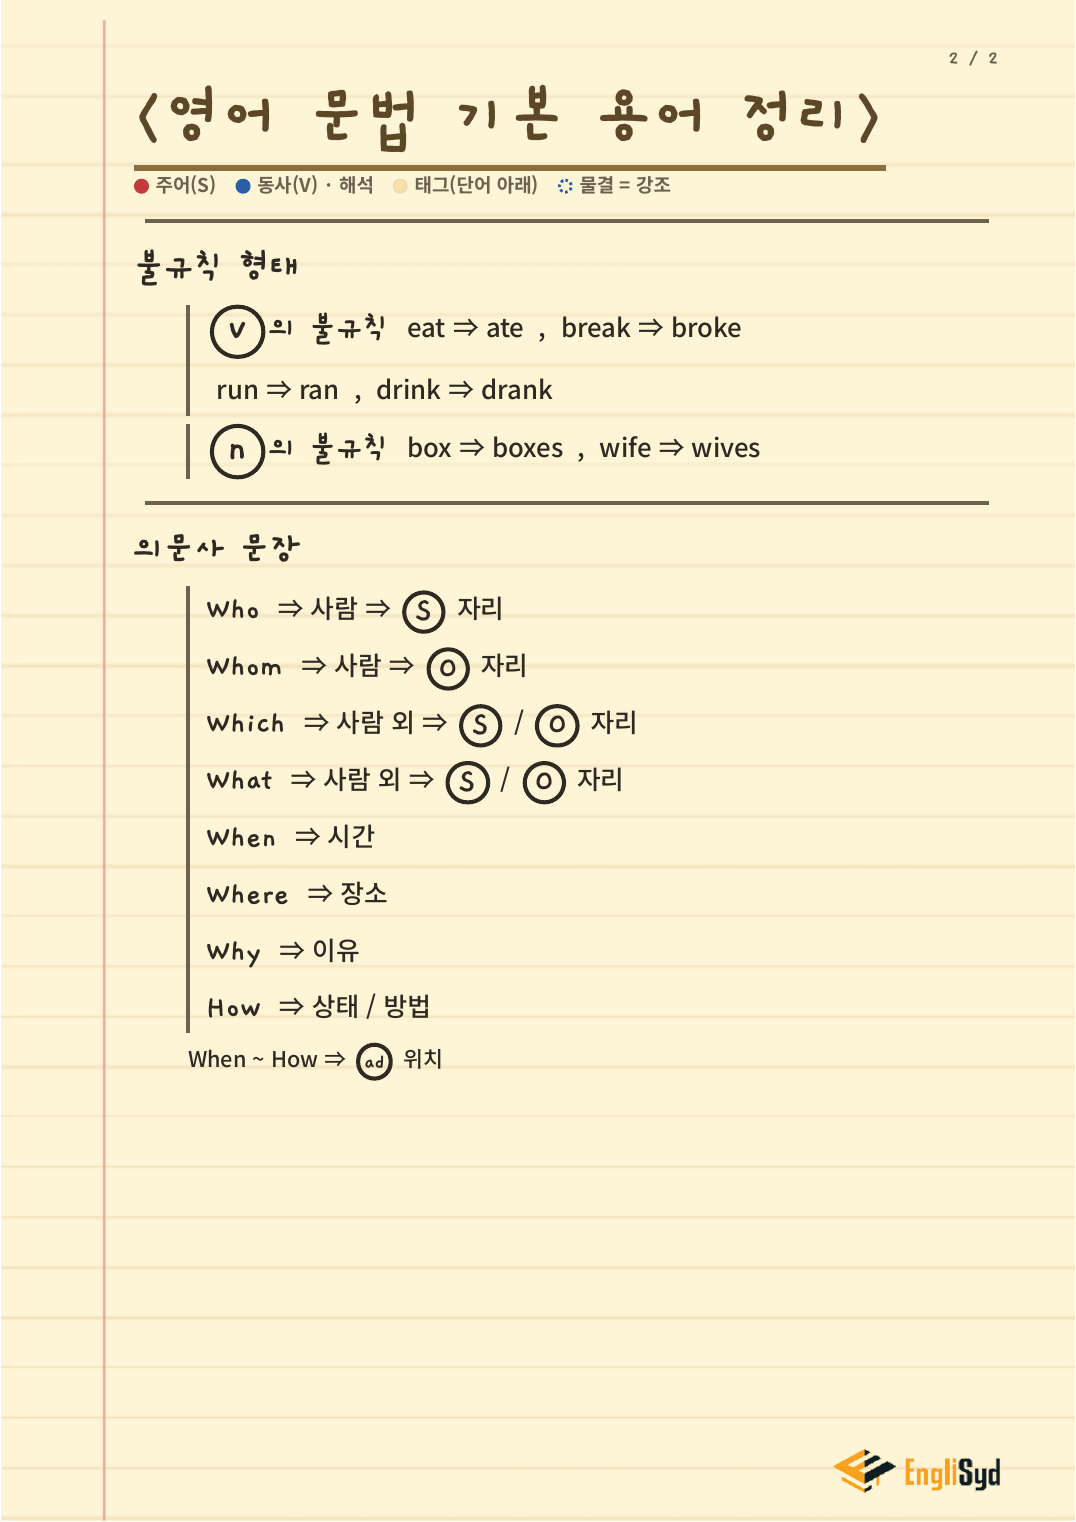 2 / 2
<영어 문법 기본 용어 정리>
주어(S) 동사(V) · 해석 태그(단어 아래) 물결 = 강조
불규칙 형태
v의 불규칙 eat ⇒ ate , break ⇒ broke
run ⇒ ran , drink ⇒ drank
n의 불규칙 box ⇒ boxes , wife ⇒ wives
의문사 문장
Who ⇒ 사람 ⇒ S 자리
Whom ⇒ 사람 ⇒ O 자리
Which ⇒ 사람 외 ⇒ S / O 자리
What ⇒ 사람 외 ⇒ S / O 자리
When ⇒ 시간
Where ⇒ 장소
Why ⇒ 이유
How ⇒ 상태 / 방법
When ~ How ⇒ ad 위치
EngliSyd